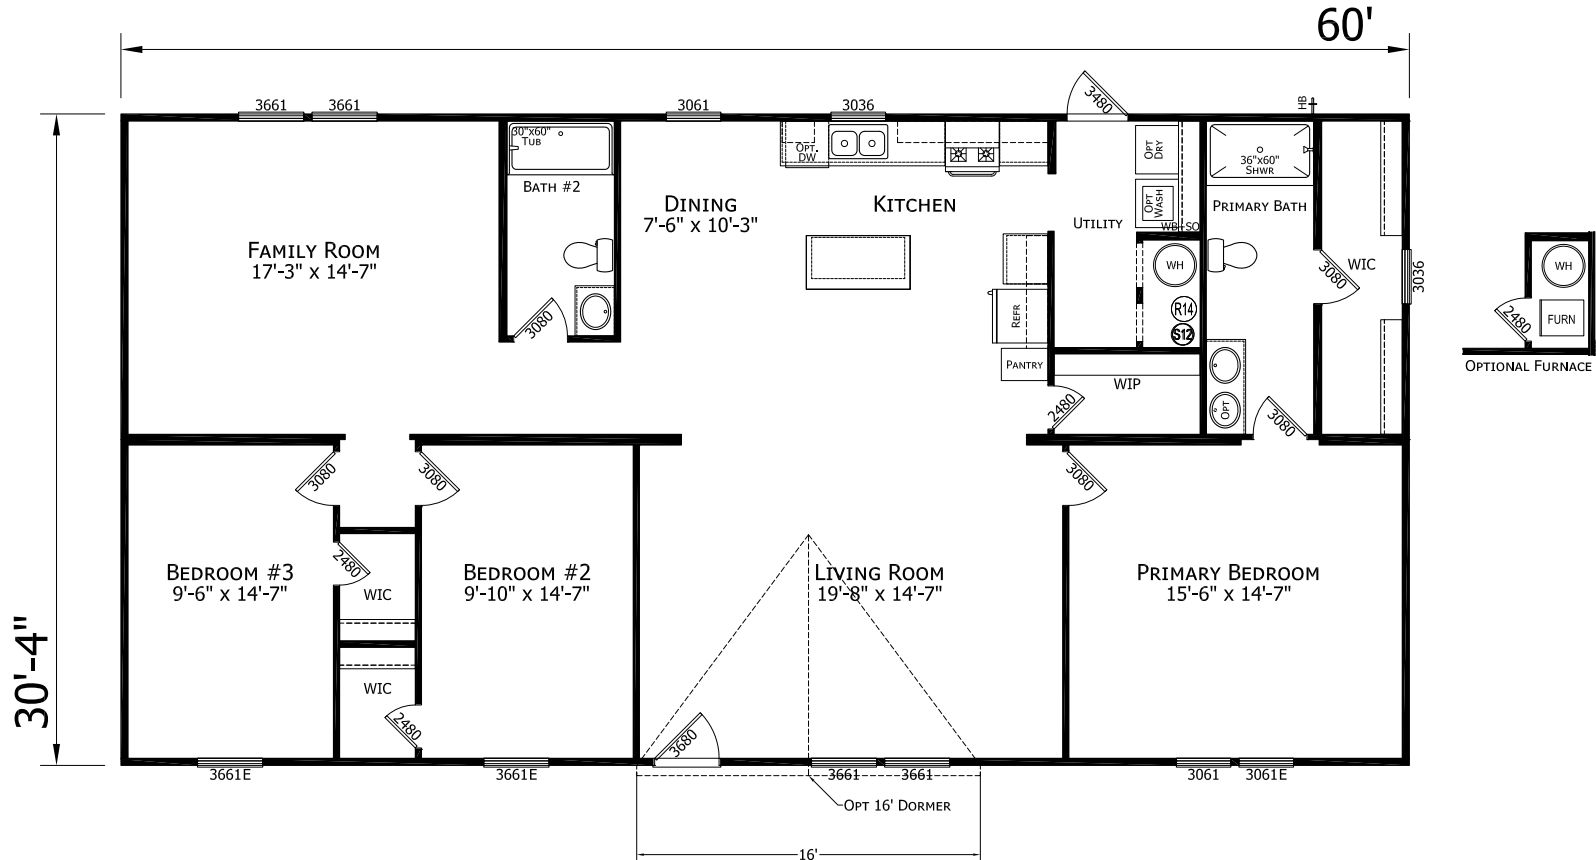 60'
30'-4"
3661
3661
3061
3036
3480
HB
30"x60"
Tub
Bath #2
3080
Family Room
17'-3" x 14'-7"
Dining
7'-6" x 10'-3"
Opt.
DW
Kitchen
Refr
Pantry
Opt
Dry
Opt
Wash
Utility
WB+SO
WH
R14
S12
WIP
2480
36"x60"
Shwr
Primary Bath
Opt
3080
3080
WIC
3036
WH
2480
Furn
Optional Furnace
3080
3080
3080
Bedroom #3
9'-6" x 14'-7"
2480
WIC
WIC
2480
Bedroom #2
9'-10" x 14'-7"
Living Room
19'-8" x 14'-7"
Primary Bedroom
15'-6" x 14'-7"
3680
3661E
3661E
3661
3661
3061
3061E
Opt 16' Dormer
16'